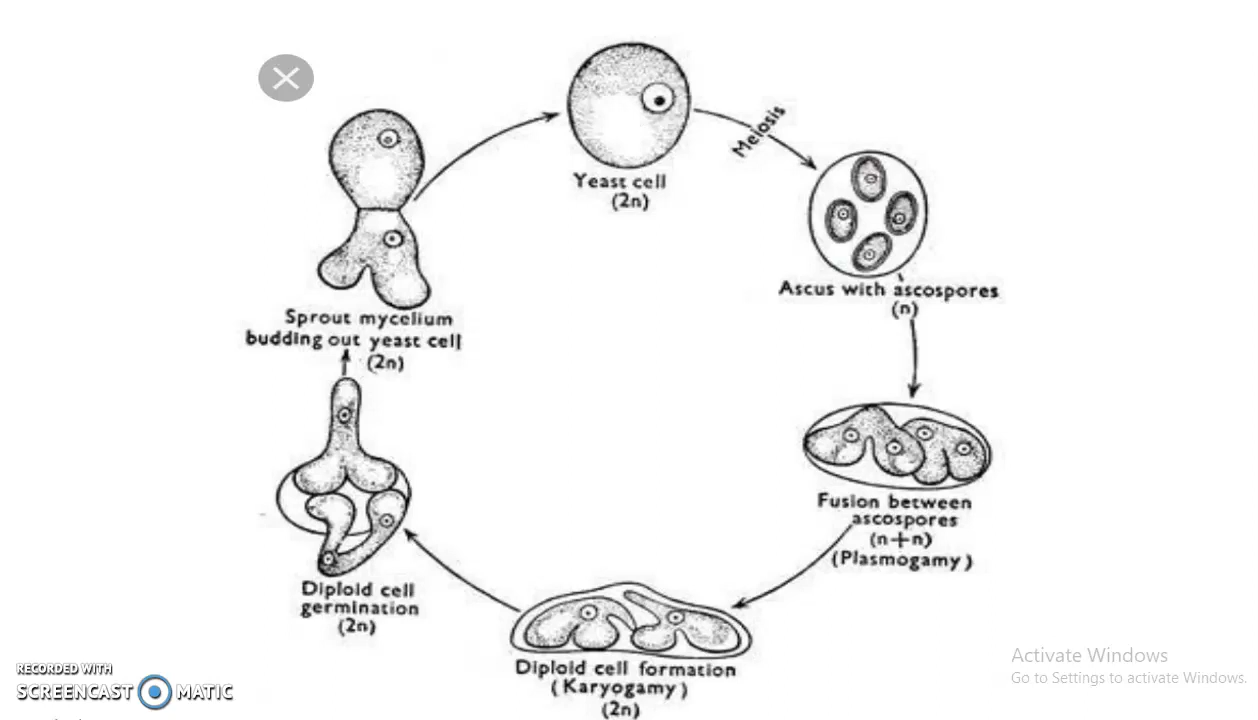 Meiosis
Yeast cell
(2n)
Ascus with ascospores
(n)
Sprout mycelium
budding out yeast cell
(2n)
Fusion between
ascospores
(n+n)
(Plasmogamy)
Diploid cell
germination
(2n)
Diploid cell formation
(Karyogamy)
(2n)
RECORDED WITH
SCREENCAST MATIC
Activate Windows
Go to Settings to activate Windows.